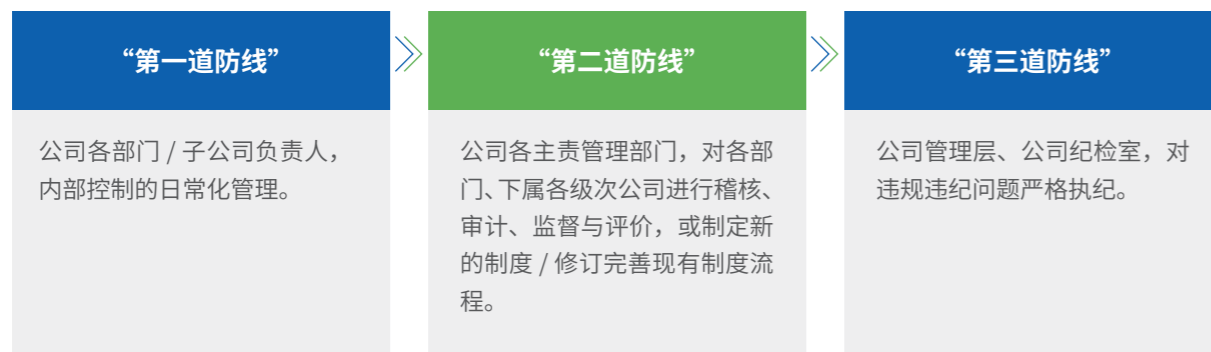 “第一道防线”
公司各部门 / 子公司负责人，
内部控制的日常化管理。
“第二道防线”
公司各主责管理部门，对各部
门、下属各级次公司进行稽核、
审计、监督与评价，或制定新
的制度 / 修订完善现有制度流
程。
“第三道防线”
公司管理层、公司纪检室，对
违规违纪问题严格执纪。